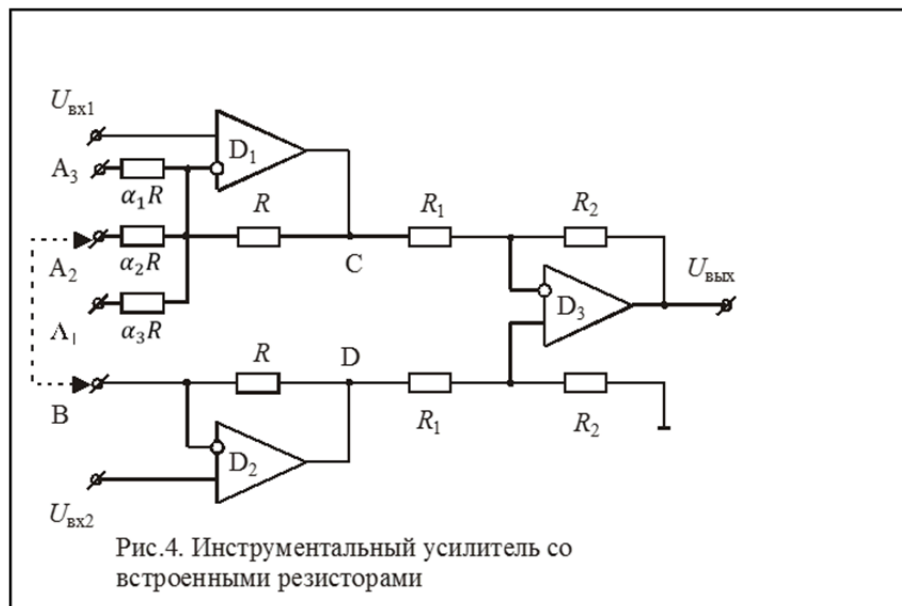 Uвх1
D₁
A₃
α₁R
R
R₁
R₂
A₂
α₂R
C
Uвых
D₃
A₁
α₃R
R
D
B
R₁
R₂
D₂
Uвх2
Рис.4. Инструментальный усилитель со
встроенными резисторами